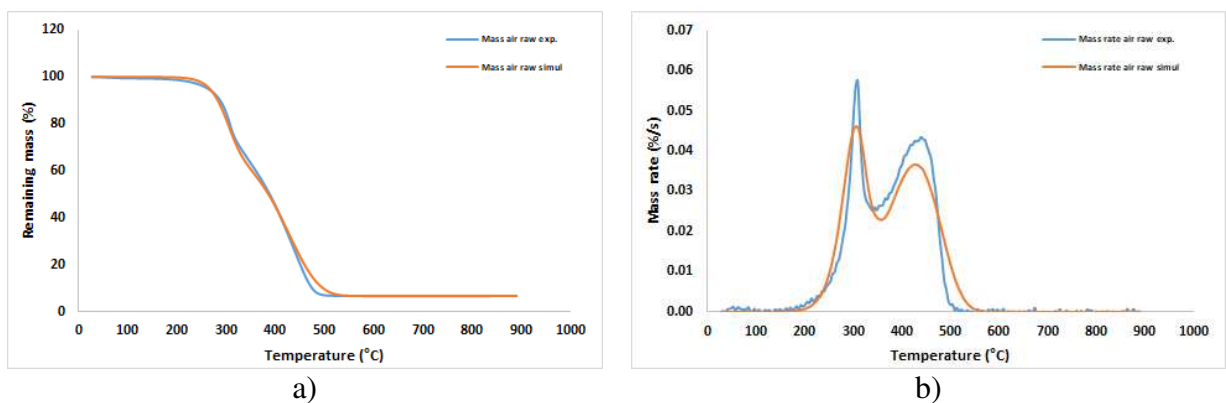 120
100
80
60
40
20
0
Remaining mass (%)
Mass air raw exp.
Mass air raw simul
0 100 200 300 400 500 600 700 800 900 1000
Temperature (°C)
a)
0.07
0.06
0.05
0.04
0.03
0.02
0.01
0.00
Mass rate (%/s)
Mass rate air raw exp.
Mass rate air raw simul
0 100 200 300 400 500 600 700 800 900 1000
Temperature (°C)
b)